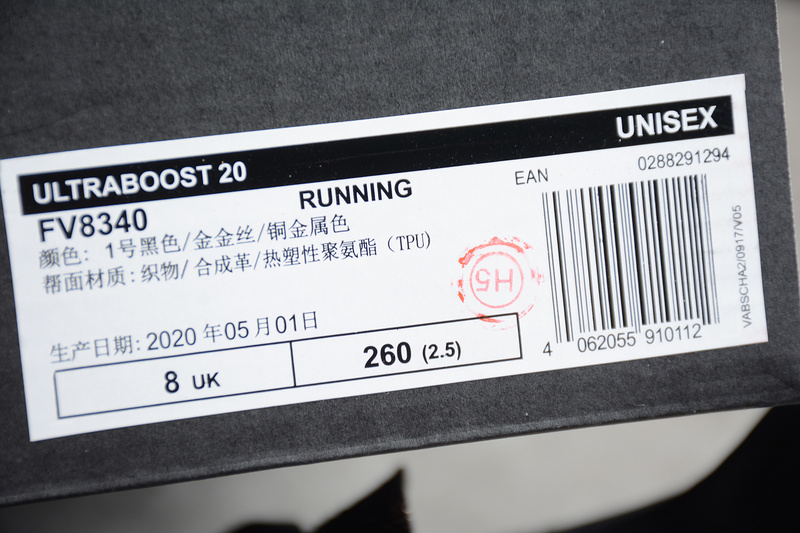 ULTRABOOST 20
UNISEX
FV8340
RUNNING
EAN
0288291294
颜色: 1号黑色/金金丝/铜金属色
帮面材质:织物/合成革/热塑性聚氨酯（TPU)
H5
生产日期: 2020 年05月01日
8 UK
260 (2.5)
4 062055 910112
VABSCHA2/0917/V05